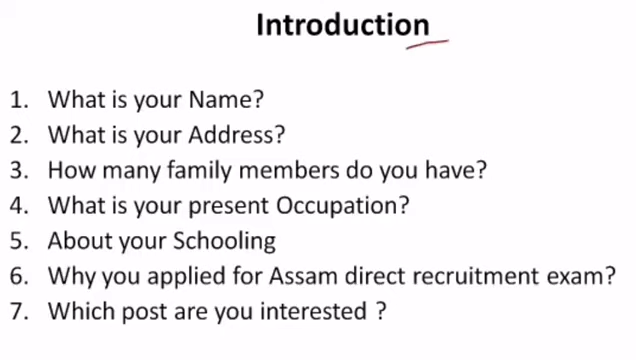 Introduction
1. What is your Name?
2. What is your Address?
3. How many family members do you have?
4. What is your present Occupation?
5. About your Schooling
6. Why you applied for Assam direct recruitment exam?
7. Which post are you interested ?